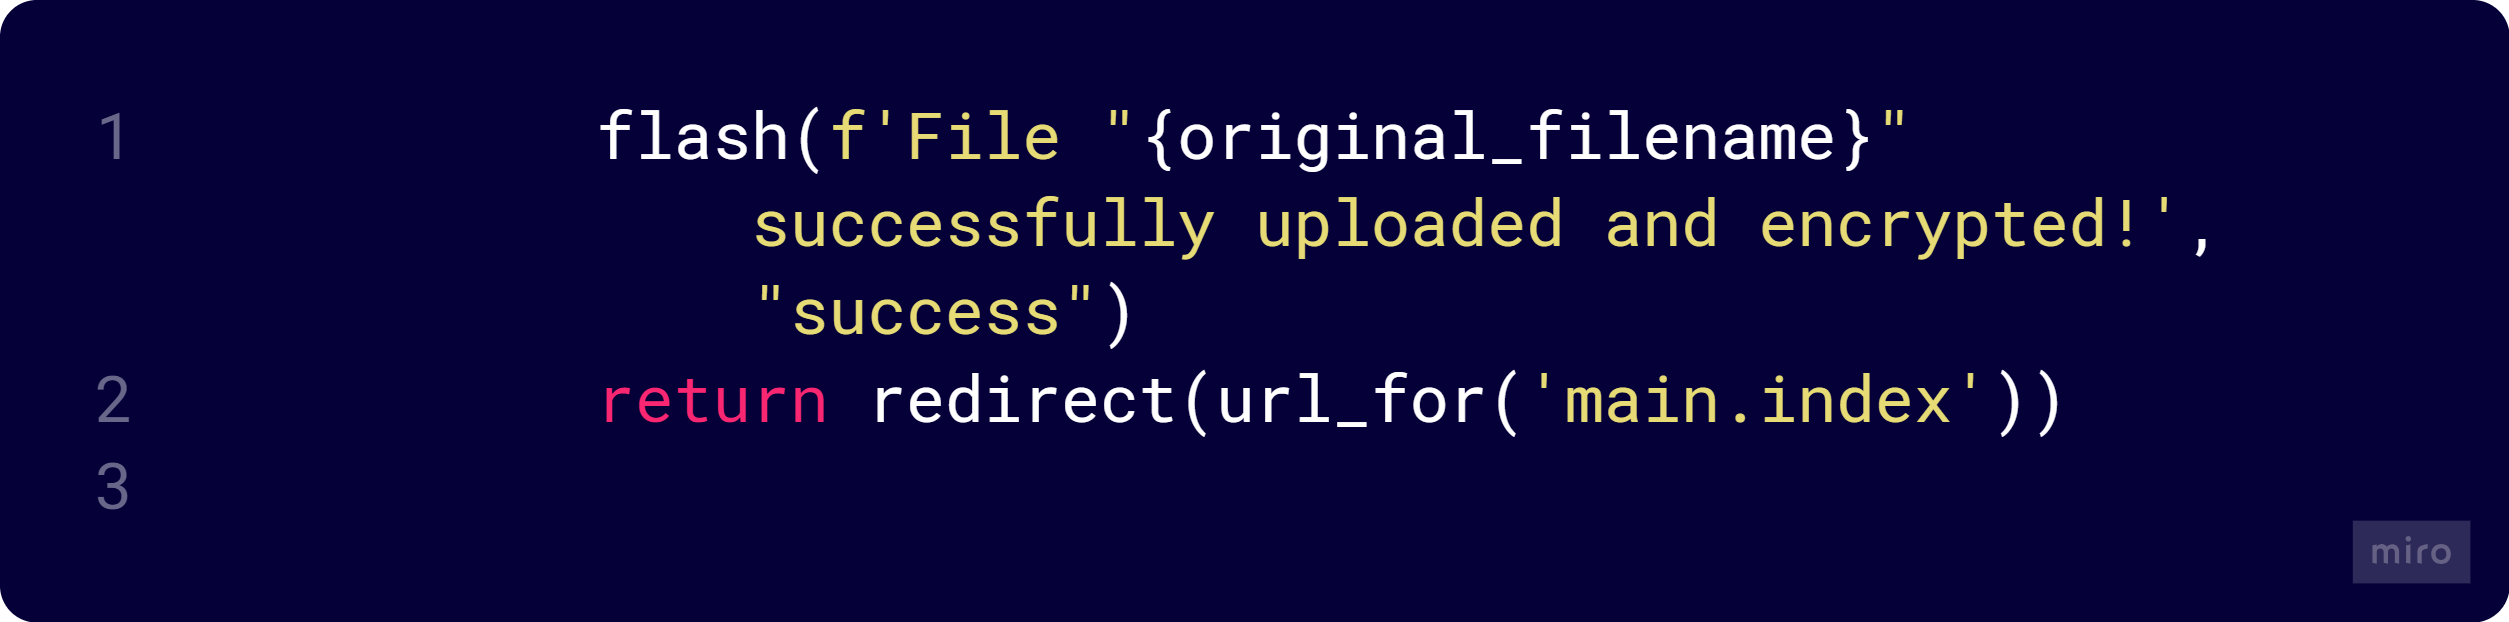 1 flash(f'File "{original_filename}"
successfully uploaded and encrypted!',
"success")
2 return redirect(url_for('main.index'))
3
miro